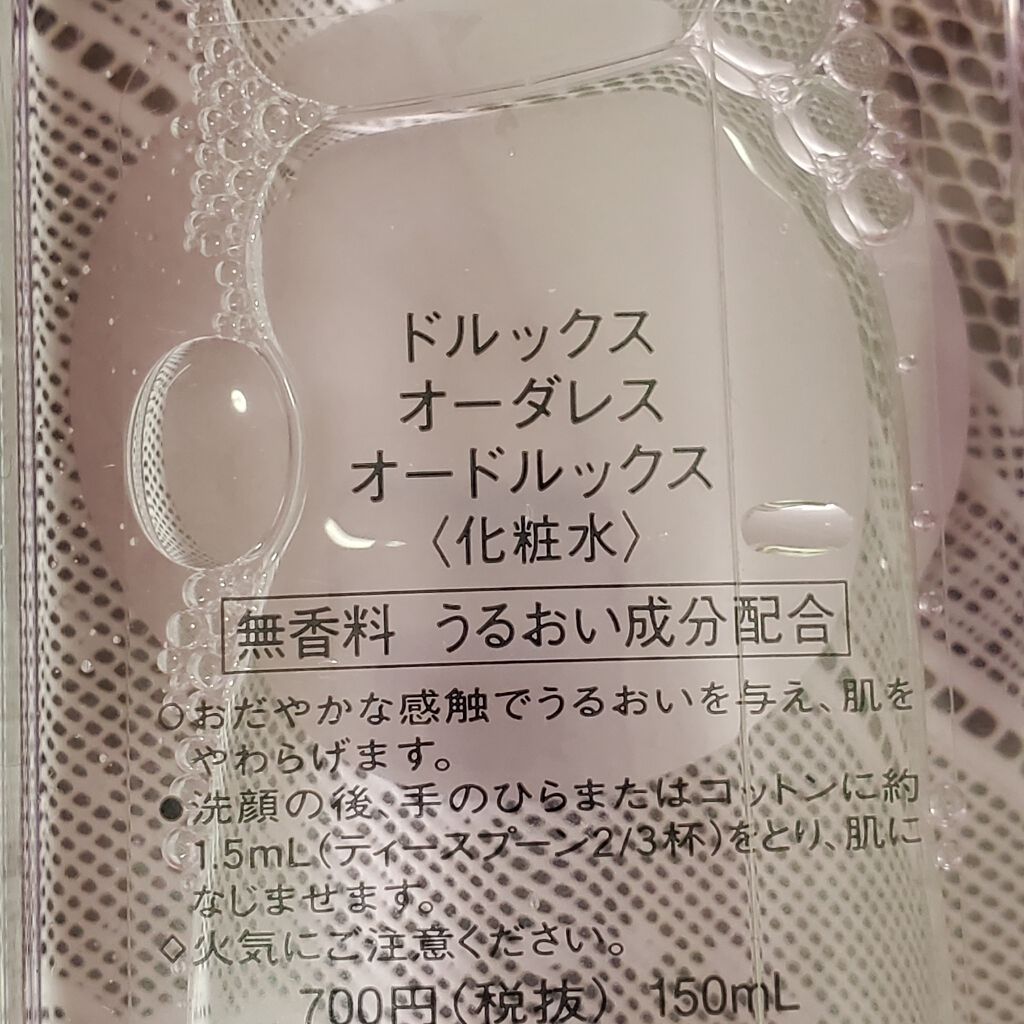 ドルックス
オーダレス
オードルックス
〈化粧水〉
無香料 うるおい成分配合
○おだやかな感触でうるおいを与え、肌を
やわらげます。
●洗顔の後、手のひらまたはコットンに約
1.5mL(ティースプーン2/3杯)をとり、肌に
なじませます。
◇火気にご注意ください。
700円(税抜) 150mL